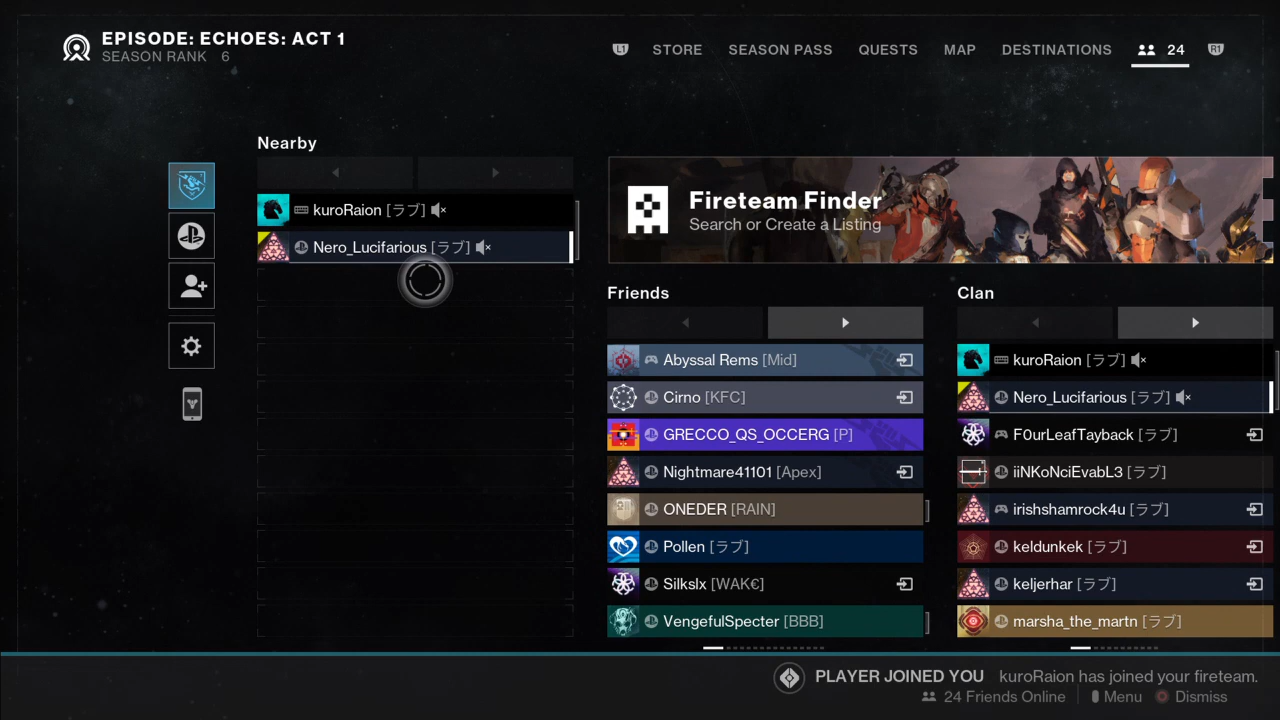 EPISODE: ECHOES: ACT 1
SEASON RANK 6
L1 STORE SEASON PASS QUESTS MAP DESTINATIONS 24 R1
Nearby
kuroRaion [ラブ]
Nero_Lucifarious [ラブ]
Fireteam Finder
Search or Create a Listing
Friends
Abyssal Rems [Mid]
Cirno [KFC]
GRECCO_QS_OCCERG [P]
Nightmare41101 [Apex]
ONEDER [RAIN]
Pollen [ラブ]
Silkslx [WAK€]
VengefulSpecter [BBB]
Clan
kuroRaion [ラブ]
Nero_Lucifarious [ラブ]
F0urLeafTayback [ラブ]
iiNKoNciEvabL3 [ラブ]
irishshamrock4u [ラブ]
keldunkek [ラブ]
keljerhar [ラブ]
marsha_the_martn [ラブ]
PLAYER JOINED YOU kuroRaion has joined your fireteam.
24 Friends Online Menu Dismiss